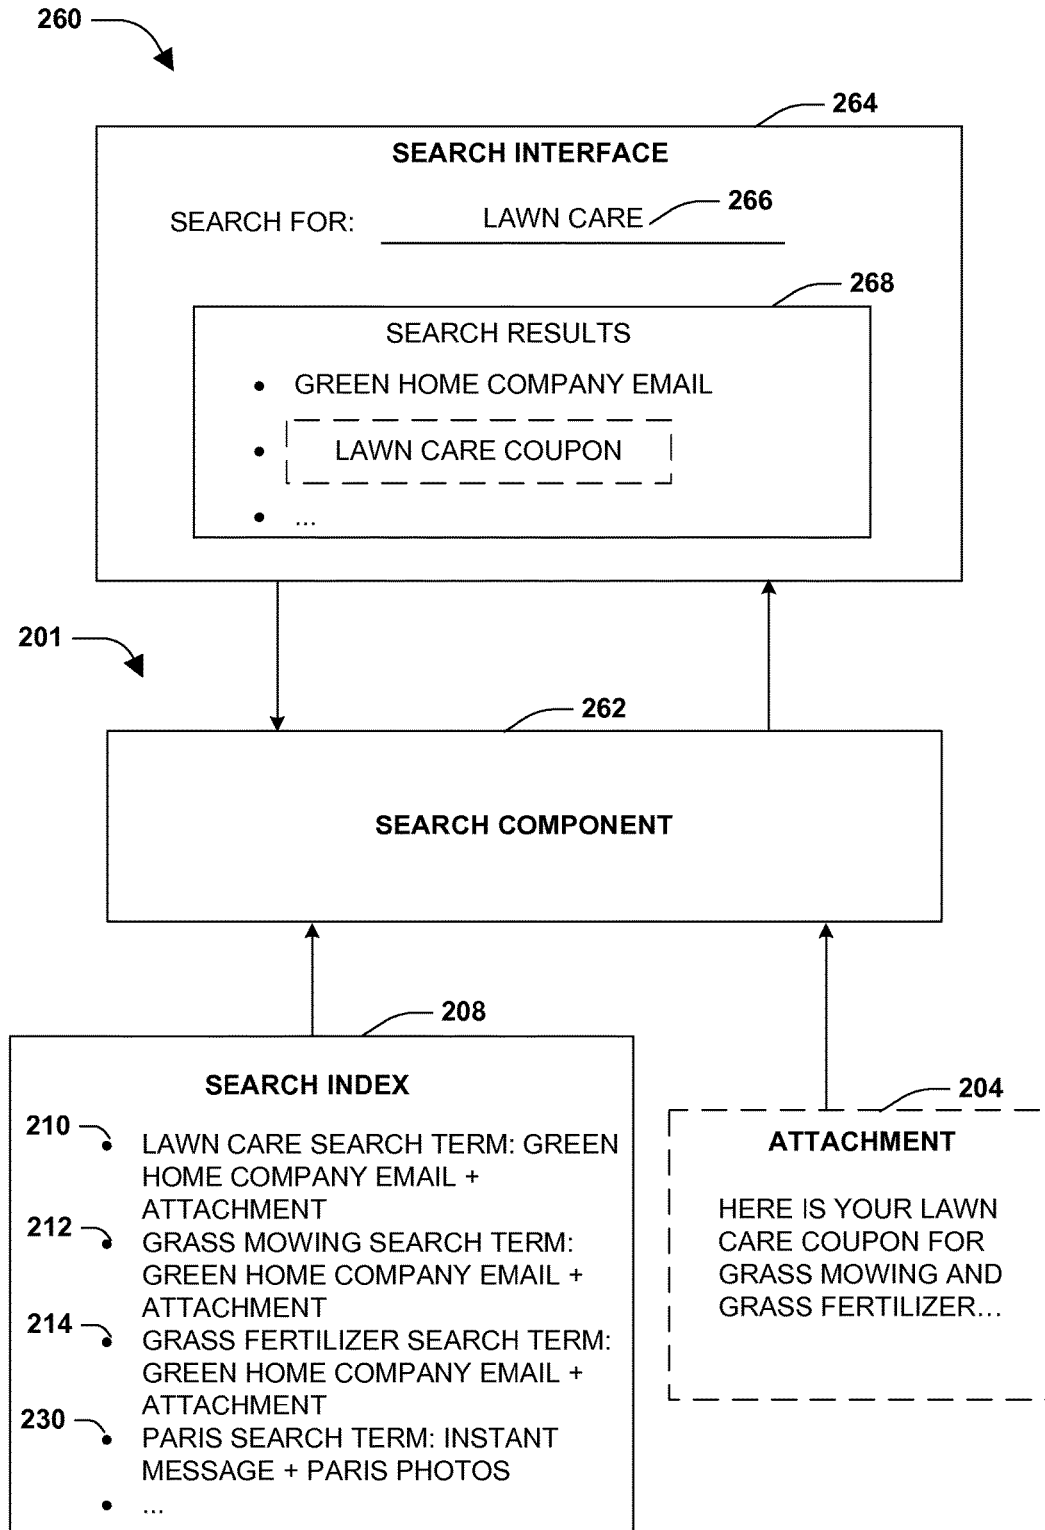 260
264
SEARCH INTERFACE
SEARCH FOR: LAWN CARE 266
268
SEARCH RESULTS
• GREEN HOME COMPANY EMAIL
• LAWN CARE COUPON
• ...
201
262
SEARCH COMPONENT
208
SEARCH INDEX
210
• LAWN CARE SEARCH TERM: GREEN
HOME COMPANY EMAIL +
ATTACHMENT
212
• GRASS MOWING SEARCH TERM:
GREEN HOME COMPANY EMAIL +
ATTACHMENT
214
• GRASS FERTILIZER SEARCH TERM:
GREEN HOME COMPANY EMAIL +
ATTACHMENT
230
• PARIS SEARCH TERM: INSTANT
MESSAGE + PARIS PHOTOS
• ...
204
ATTACHMENT
HERE IS YOUR LAWN
CARE COUPON FOR
GRASS MOWING AND
GRASS FERTILIZER...